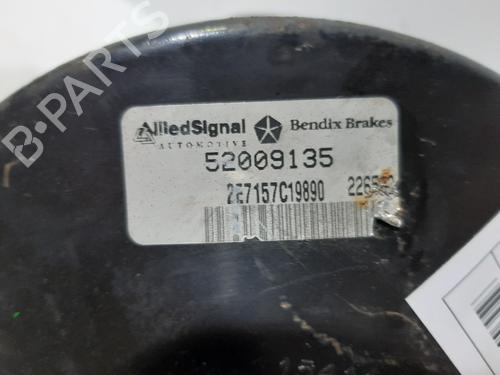 AlliedSignal
AUTOMOTIVE
Bendix Brakes
52009135
2E7157C19890
B-PARTS